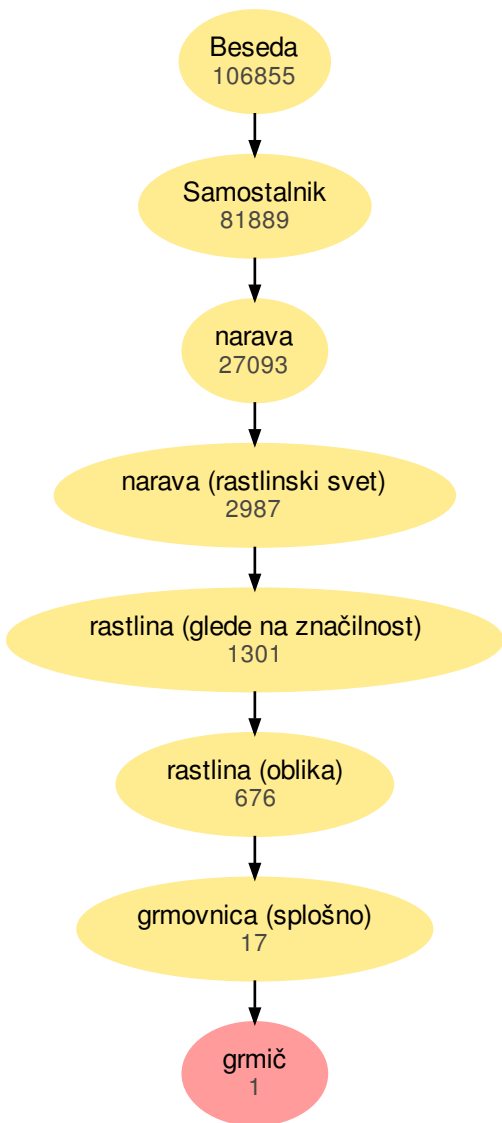 Beseda
106855
Samostalnik
81889
narava
27093
narava (rastlinski svet)
2987
rastlina (glede na značilnost)
1301
rastlina (oblika)
676
grmovnica (splošno)
17
grmič
1